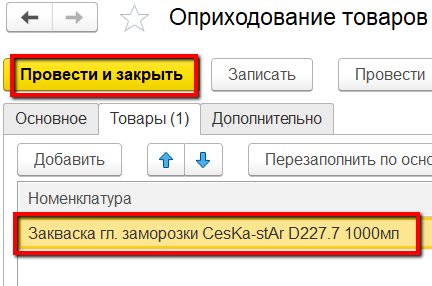 Оприходование товаров
Провести и закрыть Записать Провести
Основное Товары (1) Дополнительно
Добавить Перезаполнить по осно
Номенклатура
Закваска гл. заморозки CesKa-stAr D227.7 1000мл